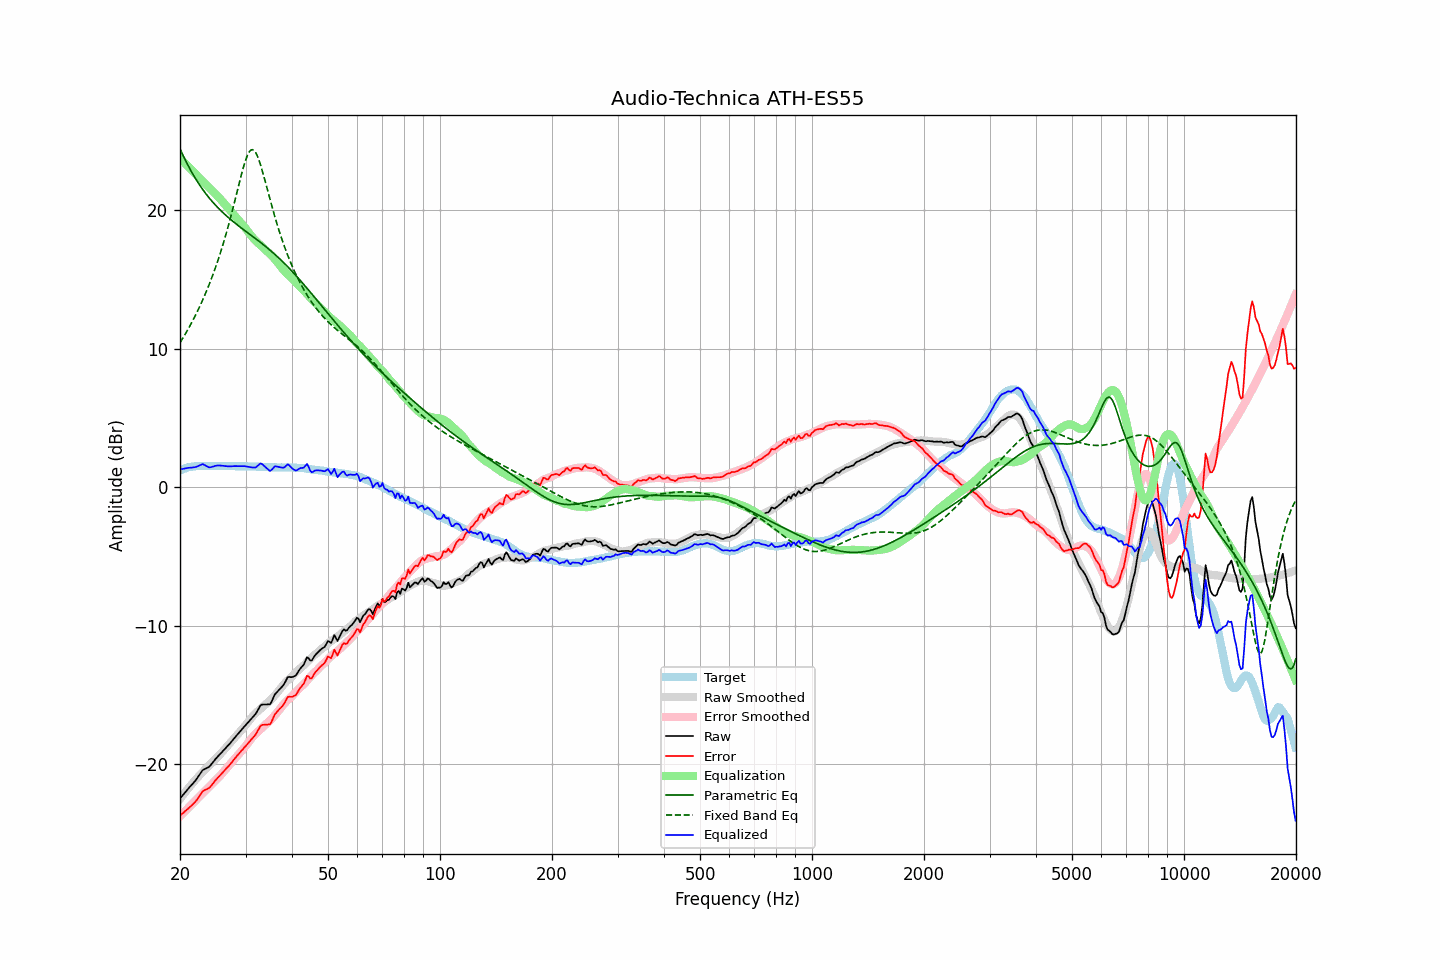 Audio-Technica ATH-ES55
Amplitude (dBr)
20
10
0
−10
−20
Target
Raw Smoothed
Error Smoothed
Raw
Error
Equalization
Parametric Eq
Fixed Band Eq
Equalized
20 50 100 200 500 1000 2000 5000 10000 20000
Frequency (Hz)